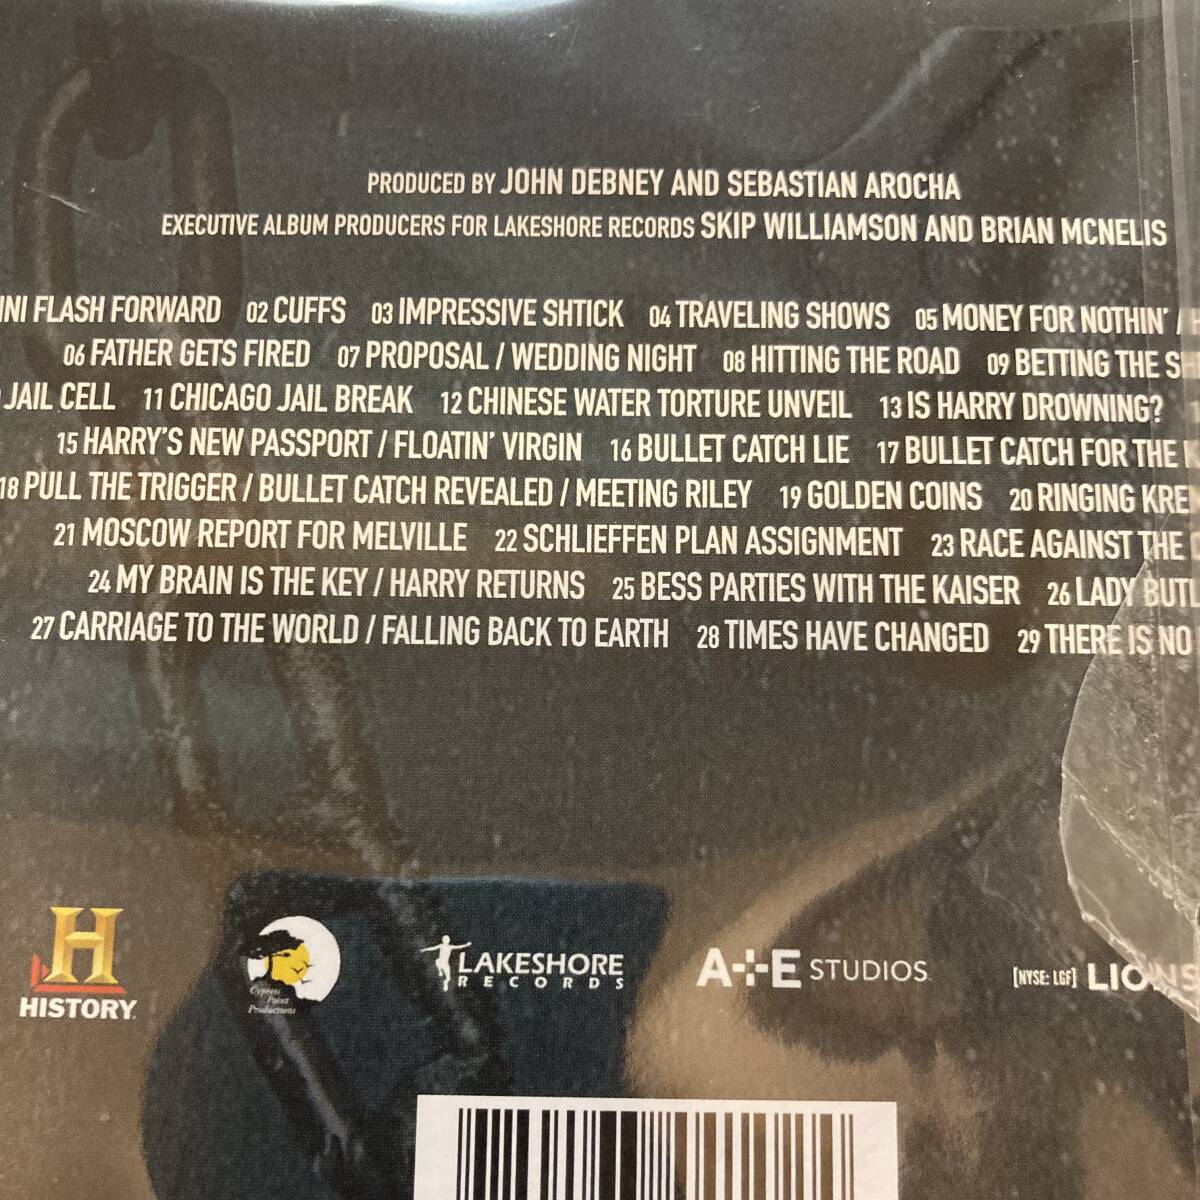 PRODUCED BY JOHN DEBNEY AND SEBASTIAN AROCHA
EXECUTIVE ALBUM PRODUCERS FOR LAKESHORE RECORDS SKIP WILLIAMSON AND BRIAN MCNELIS
FLASH FORWARD 02 CUFFS 03 IMPRESSIVE SHTICK 04 TRAVELING SHOWS 05 MONEY FOR NOTHIN' /
06 FATHER GETS FIRED 07 PROPOSAL / WEDDING NIGHT 08 HITTING THE ROAD 09 BETTING THE
JAIL CELL 11 CHICAGO JAIL BREAK 12 CHINESE WATER TORTURE UNVEIL 13 IS HARRY DROWNING?
15 HARRY'S NEW PASSPORT / FLOATIN' VIRGIN 16 BULLET CATCH LIE 17 BULLET CATCH FOR THE
18 PULL THE TRIGGER / BULLET CATCH REVEALED / MEETING RILEY 19 GOLDEN COINS 20 RINGING
21 MOSCOW REPORT FOR MELVILLE 22 SCHLIEFFEN PLAN ASSIGNMENT 23 RACE AGAINST THE
24 MY BRAIN IS THE KEY / HARRY RETURNS 25 BESS PARTIES WITH THE KAISER 26 LADY
27 CARRIAGE TO THE WORLD / FALLING BACK TO EARTH 28 TIMES HAVE CHANGED 29 THERE IS NO
H
HISTORY
Cypress
Point
Productions
LAKESHORE
RECORDS
A+E STUDIOS
[NYSE: LGF]